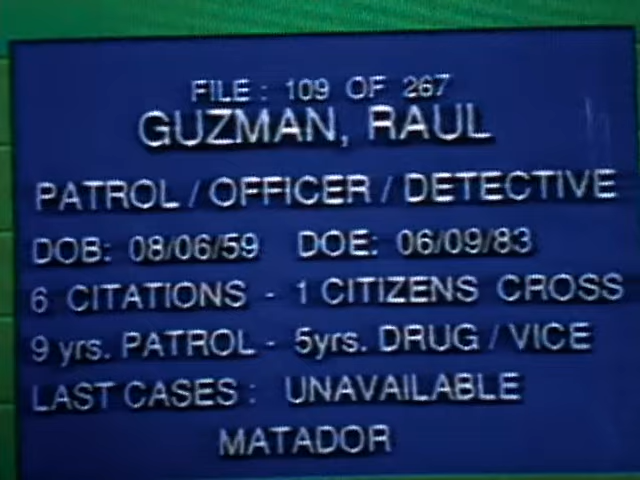 FILE : 109 OF 267
GUZMAN, RAUL
PATROL / OFFICER / DETECTIVE
DOB: 08/06/59 DOE: 06/09/83
6 CITATIONS - 1 CITIZENS CROSS
9 yrs. PATROL - 5yrs. DRUG / VICE
LAST CASES : UNAVAILABLE
MATADOR